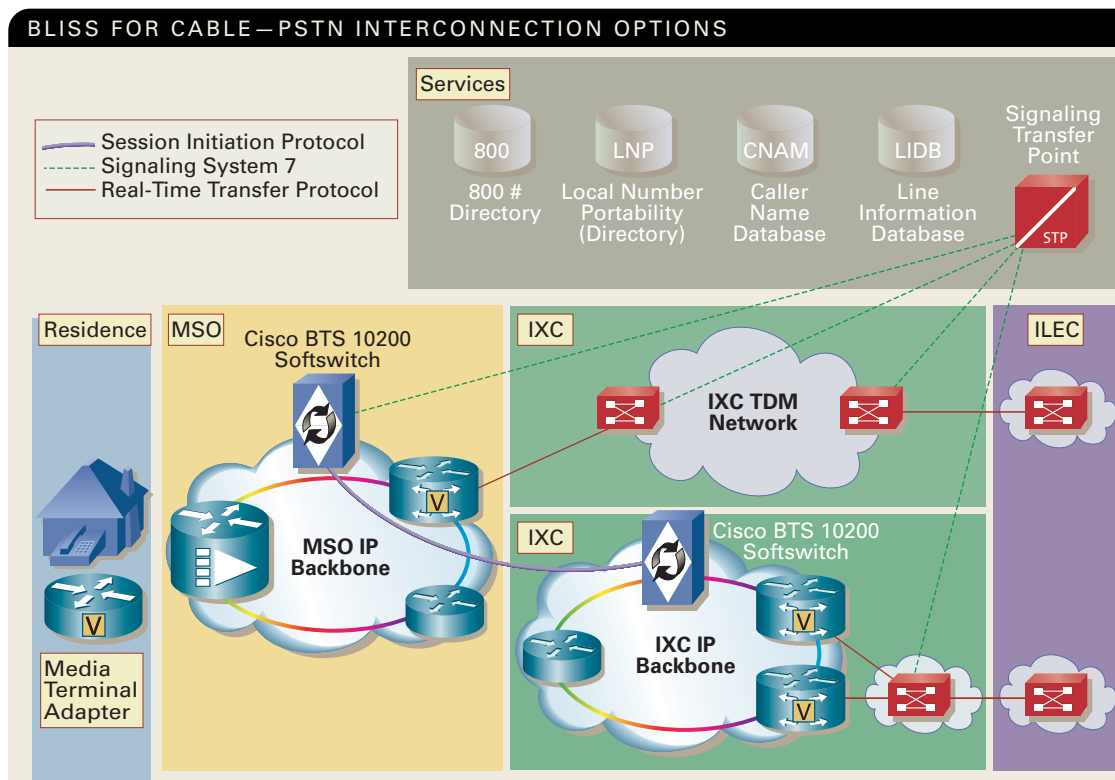 BLISS FOR CABLE—PSTN INTERCONNECTION OPTIONS
Services
Session Initiation Protocol
Signaling System 7
Real-Time Transfer Protocol
800
800 #
Directory
LNP
Local Number
Portability
(Directory)
CNAM
Caller
Name
Database
LIDB
Line
Information
Database
Signaling
Transfer
Point
STP
Residence
MSO
Cisco BTS 10200
Softswitch
IXC
IXC TDM
Network
ILEC
V
MSO IP
Backbone
IXC
Cisco BTS 10200
Softswitch
V
IXC IP
Backbone
V
V
Media
Terminal
Adapter